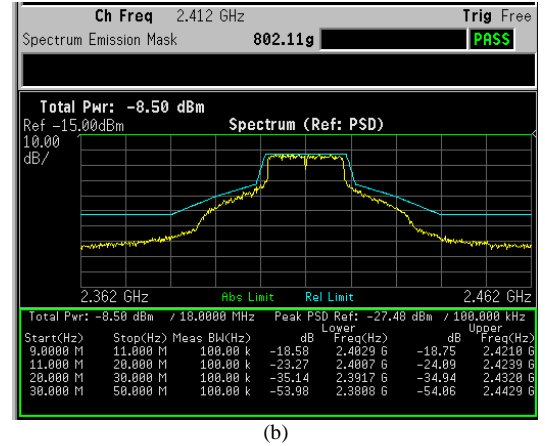 Ch Freq 2.412 GHz Trig Free
Spectrum Emission Mask 802.11g PASS
Total Pwr: -8.50 dBm
Ref -15.00dBm Spectrum (Ref: PSD)
10.00
dB/
2.362 GHz Abs Limit Rel Limit 2.462 GHz
Total Pwr: -8.50 dBm / 18.0000 MHz Peak PSD Ref: -27.48 dBm / 100.000 kHz
Lower Upper
Start(Hz) Stop(Hz) Meas BW(Hz) dB Freq(Hz) dB Freq(Hz)
9.0000 M 11.000 M 100.00 k -18.58 2.4029 G -18.75 2.4210 G
11.000 M 20.000 M 100.00 k -23.27 2.4007 G -24.09 2.4239 G
20.000 M 30.000 M 100.00 k -35.14 2.3917 G -34.94 2.4320 G
30.000 M 50.000 M 100.00 k -53.98 2.3808 G -54.06 2.4429 G
(b)